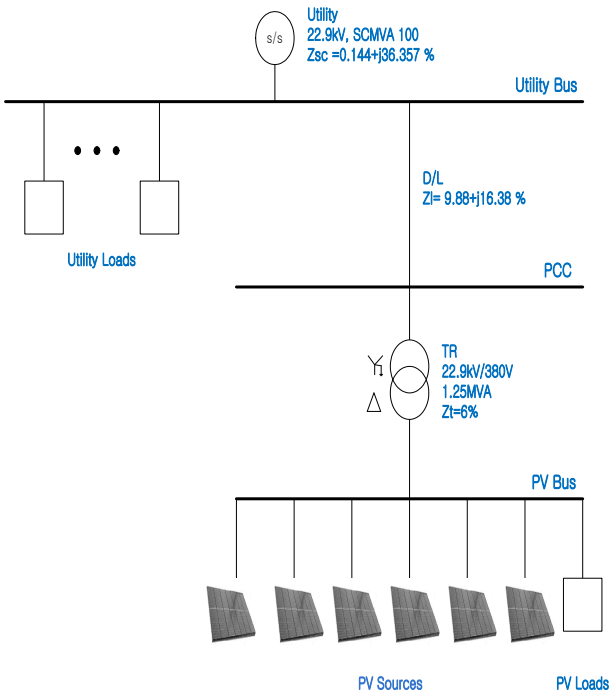 Utility
22.9kV, SCMVA 100
Zsc =0.144+j36.357 %
s/s
Utility Bus
D/L
Zl= 9.88+j16.38 %
Utility Loads
PCC
TR
22.9kV/380V
1.25MVA
Zt=6%
PV Bus
PV Sources
PV Loads